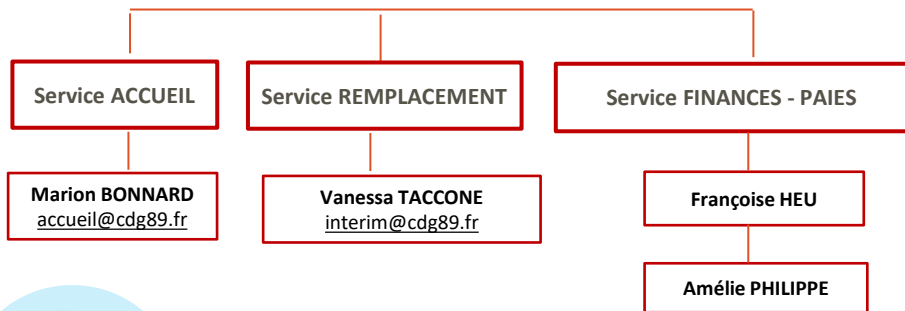 Service ACCUEIL
Service REMPLACEMENT
Service FINANCES - PAIES
Marion BONNARD
accueil@cdg89.fr
Vanessa TACCONE
interim@cdg89.fr
Françoise HEU
Amélie PHILIPPE